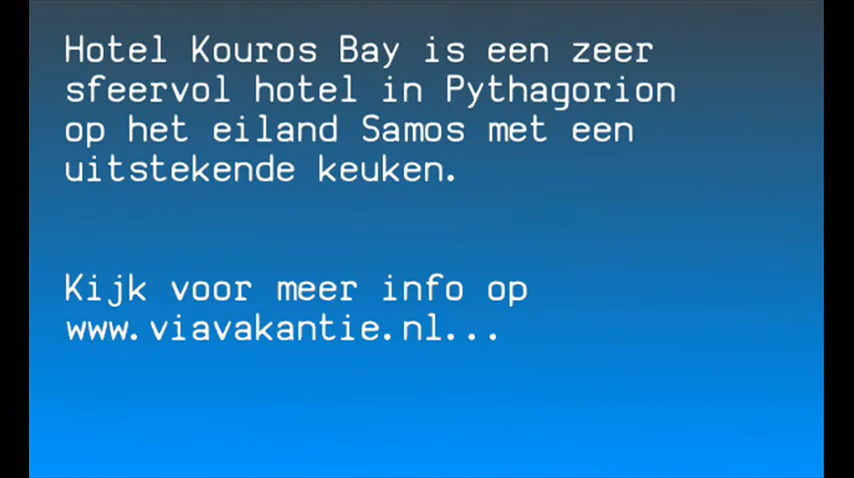 Hotel Kouros Bay is een zeer
sfeervol hotel in Pythagorion
op het eiland Samos met een
uitstekende keuken.
Kijk voor meer info op
www.viavakantie.nl...